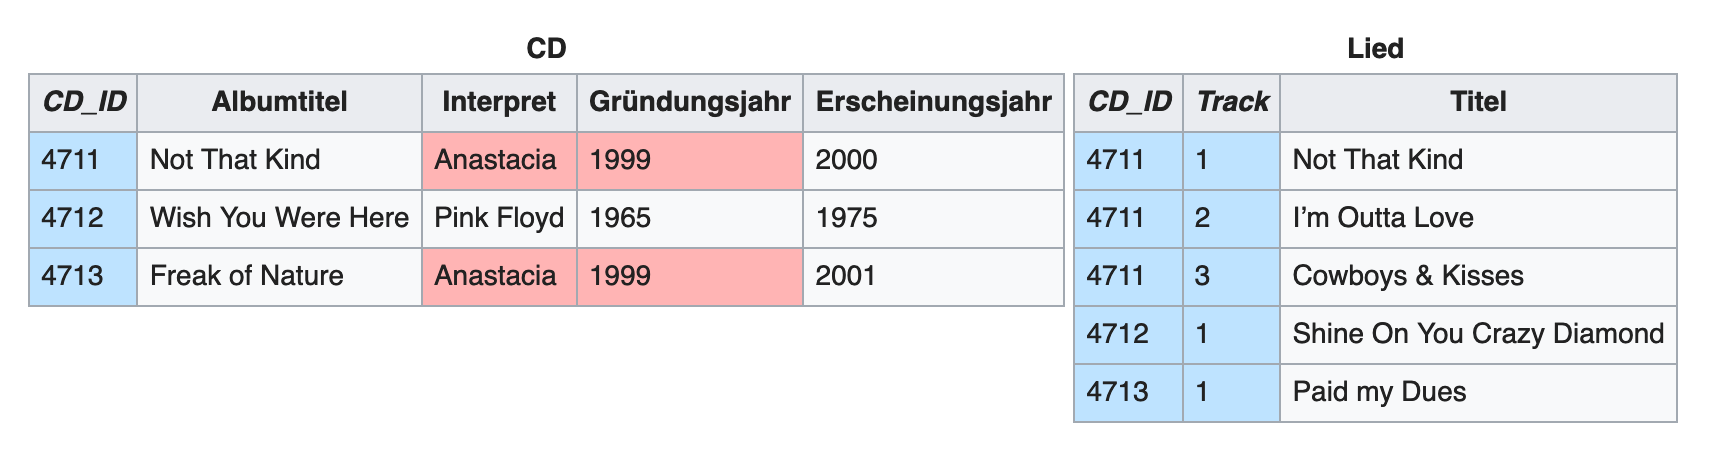 CD
CD_ID Albumtitel Interpret Gründungsjahr Erscheinungsjahr
4711 Not That Kind Anastacia 1999 2000
4712 Wish You Were Here Pink Floyd 1965 1975
4713 Freak of Nature Anastacia 1999 2001
Lied
CD_ID Track Titel
4711 1 Not That Kind
4711 2 I’m Outta Love
4711 3 Cowboys & Kisses
4712 1 Shine On You Crazy Diamond
4713 1 Paid my Dues